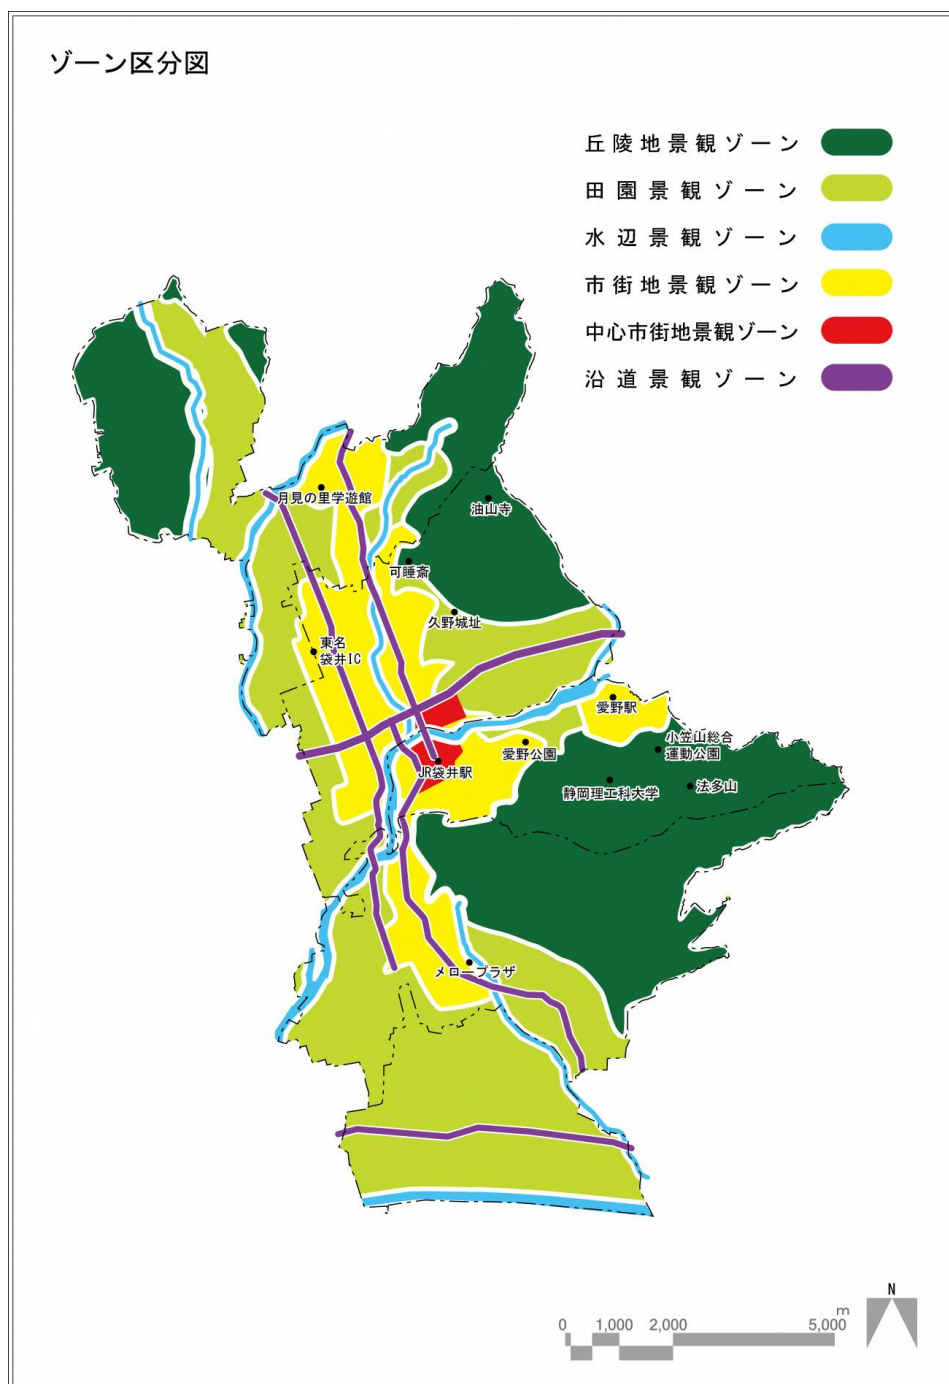 ゾーン区分図
丘陵地景観ゾーン
田園景観ゾーン
水辺景観ゾーン
市街地景観ゾーン
中心市街地景観ゾーン
沿道景観ゾーン
月見の里学遊館
油山寺
可睡斎
久野城址
東名
袋井IC
愛野駅
小笠山総合
運動公園
愛野公園
JR袋井駅
静岡理工科大学
法多山
メロープラザ
N
m
0 1,000 2,000 5,000